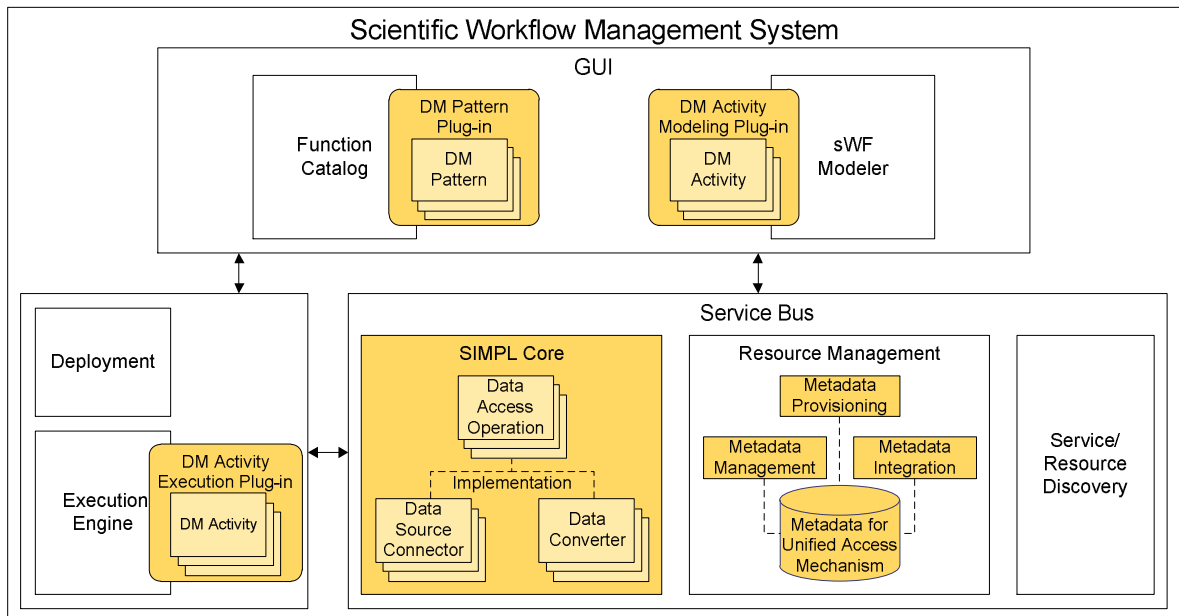 Scientific Workflow Management System
GUI
Function
Catalog
DM Pattern
Plug-in
DM
Pattern
DM Activity
Modeling Plug-in
DM
Activity
sWF
Modeler
Deployment
Execution
Engine
DM Activity
Execution Plug-in
DM Activity
Service Bus
SIMPL Core
Data
Access
Operation
Implementation
Data
Source
Connector
Data
Converter
Resource Management
Metadata
Provisioning
Metadata
Management
Metadata
Integration
Metadata for
Unified Access
Mechanism
Service/
Resource
Discovery